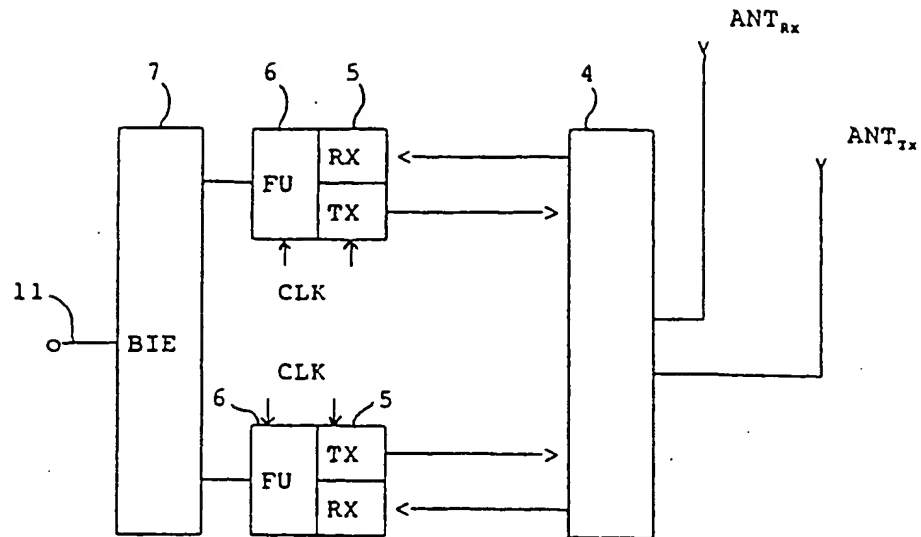 ANT_Rx
7
6
5
4
ANT_Tx
RX
FU
TX
CLK
11
BIE
CLK
6
5
TX
FU
RX